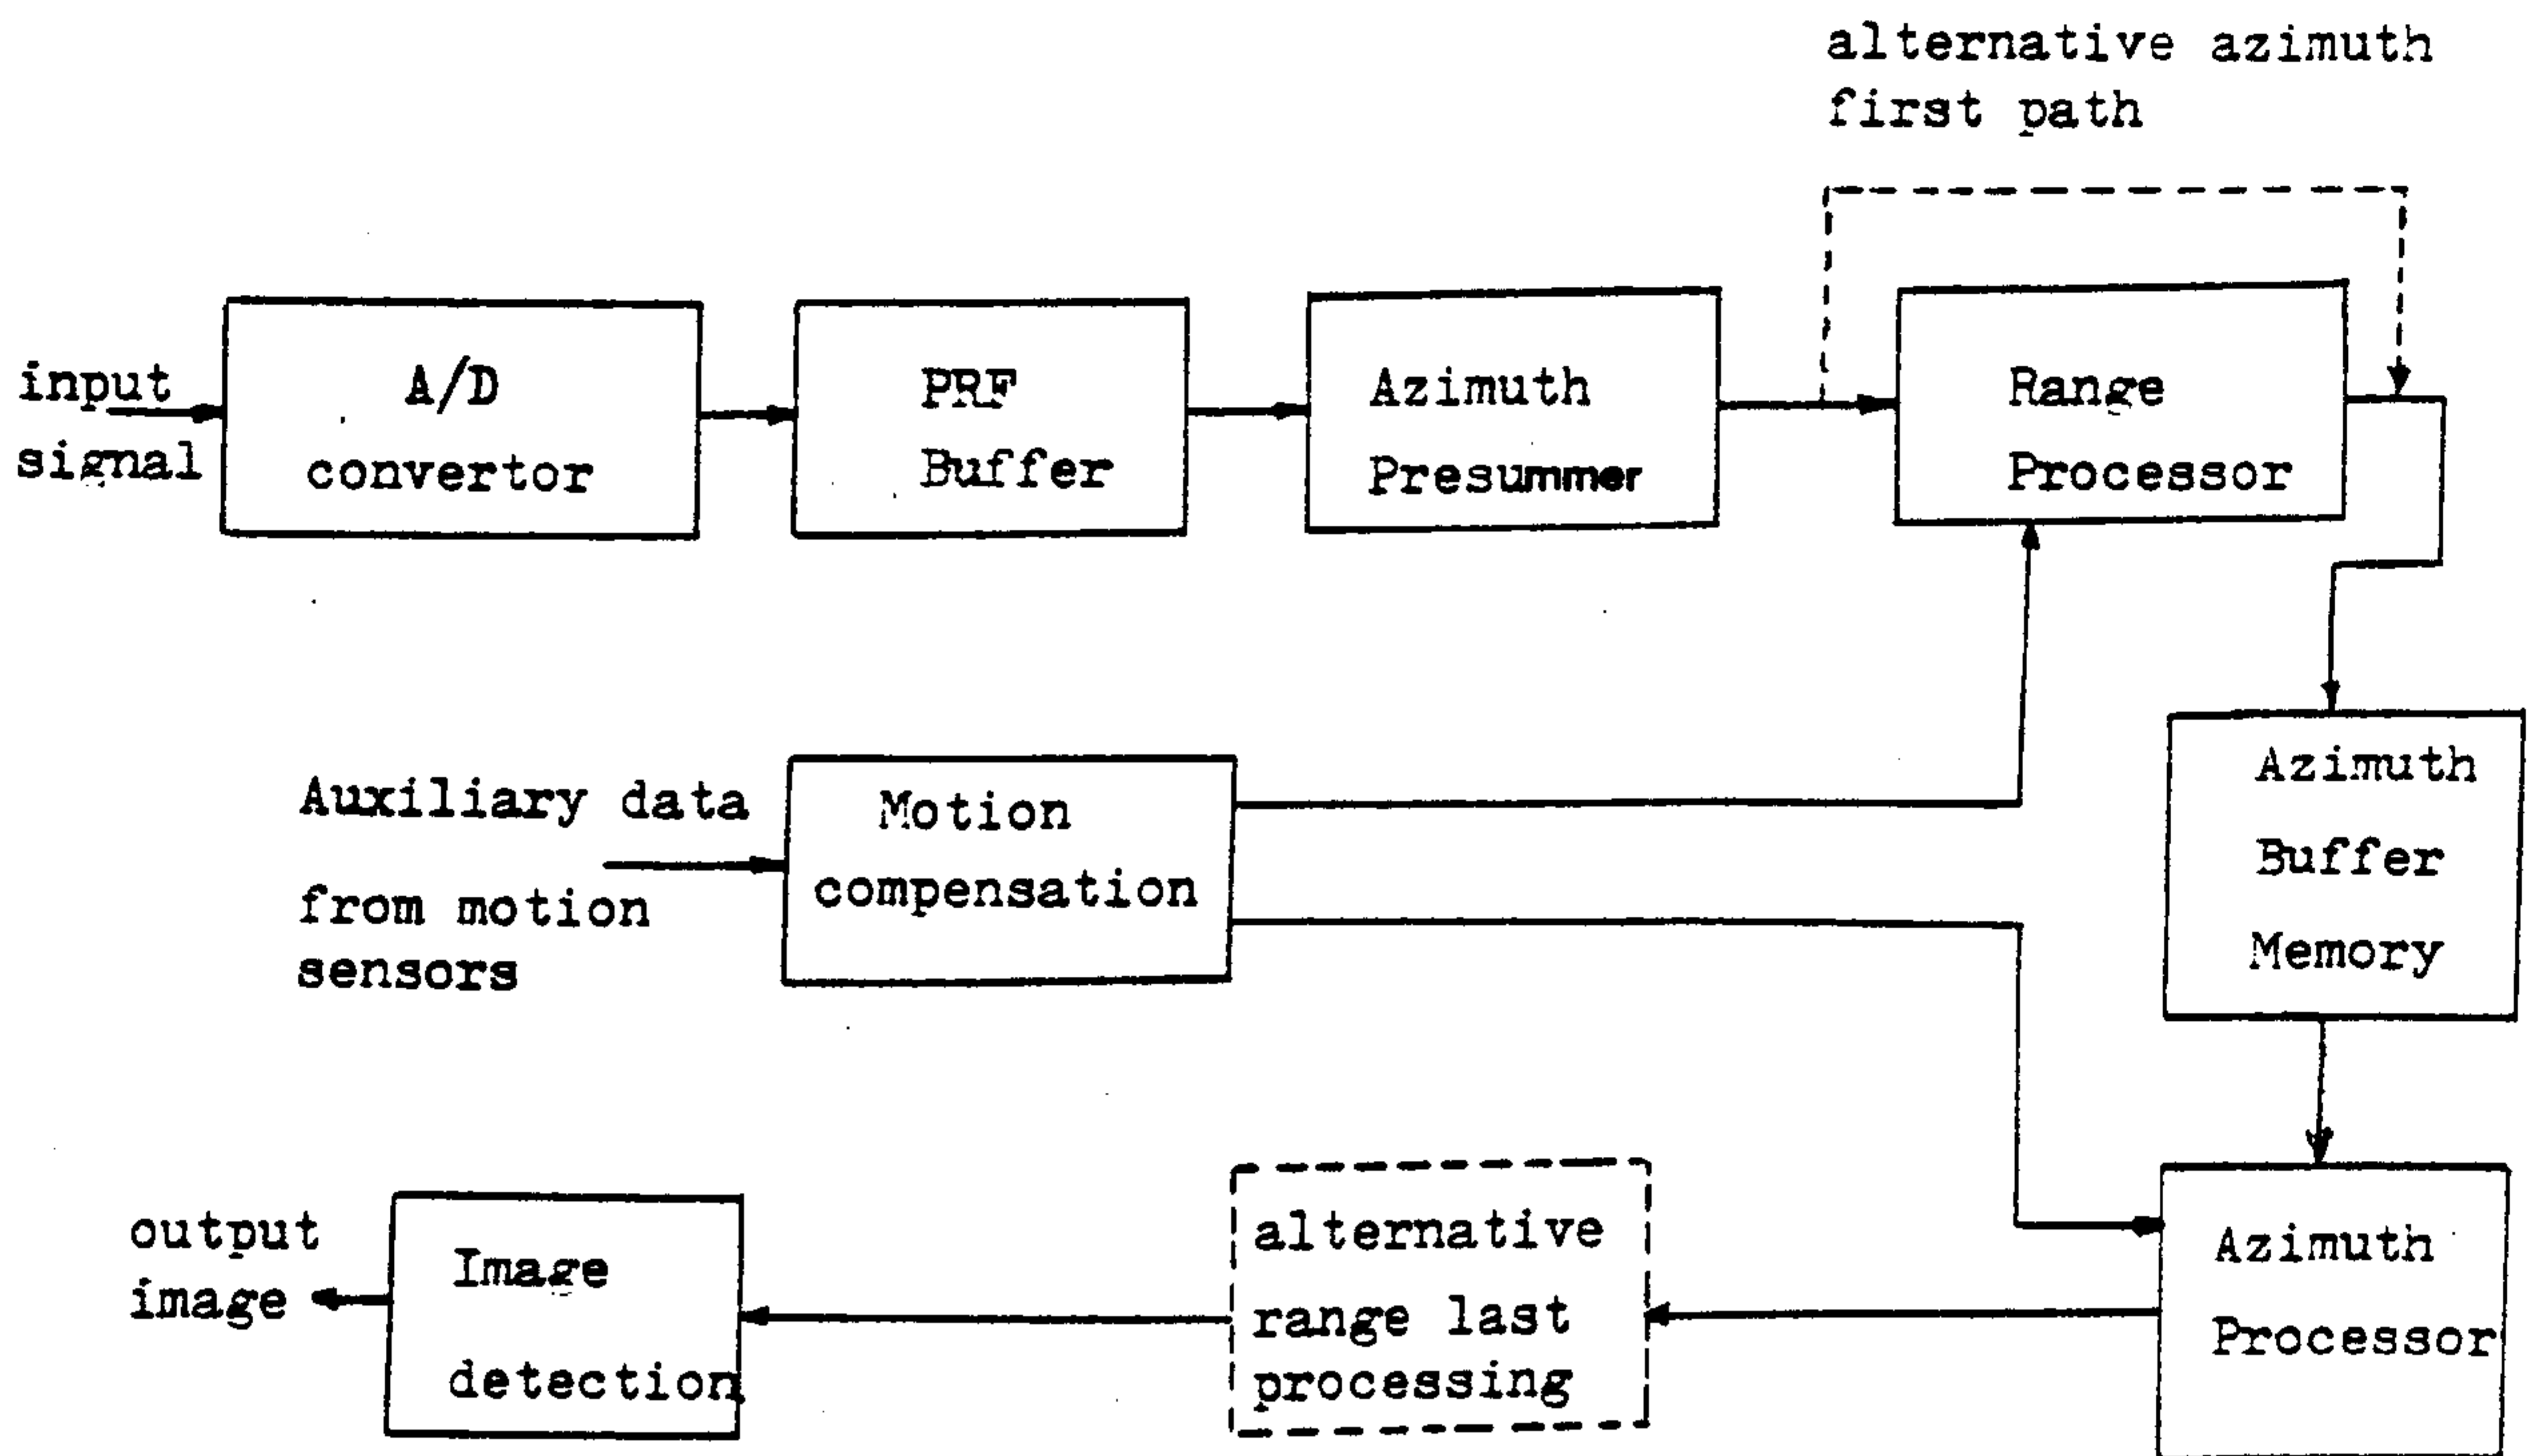 alternative azimuth
first path
input
signal
A/D
convertor
PRF
Buffer
Azimuth
Presummer
Range
Processor
Auxiliary data
from motion
sensors
Motion
compensation
Azimuth
Buffer
Memory
output
image
Image
detection
alternative
range last
processing
Azimuth
Processor